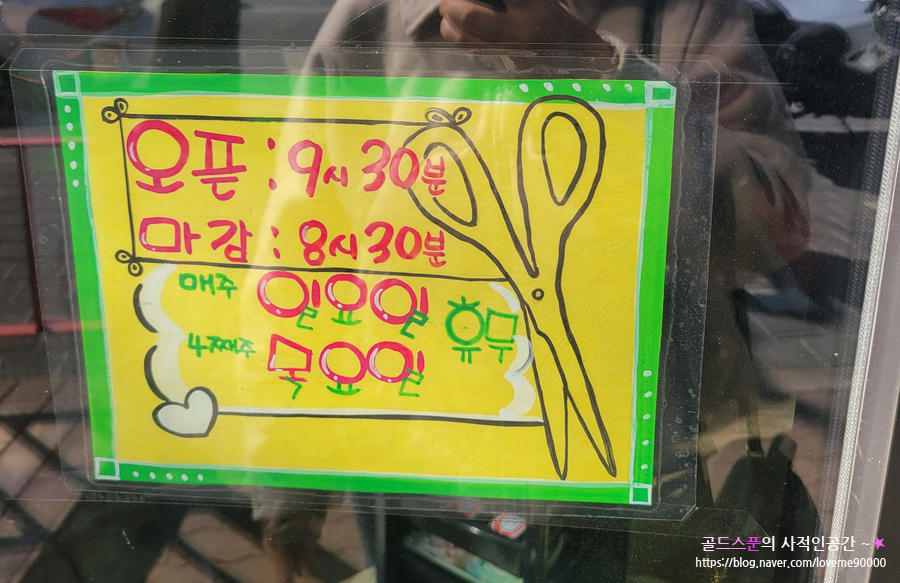 오픈 : 9시 30분
마감 : 8시 30분
매주 일요일
4째주 목요일
유무
골드스푼의 사적인공간 ~★
https://blog.naver.com/loveme90000